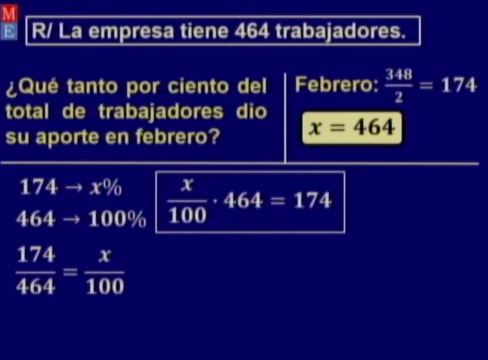 M
E
R/ La empresa tiene 464 trabajadores.
¿Qué tanto por ciento del
total de trabajadores dio
su aporte en febrero?
Febrero: 348/2 = 174
x = 464
174 → x%
464 → 100%
x/100 · 464 = 174
174/464 = x/100